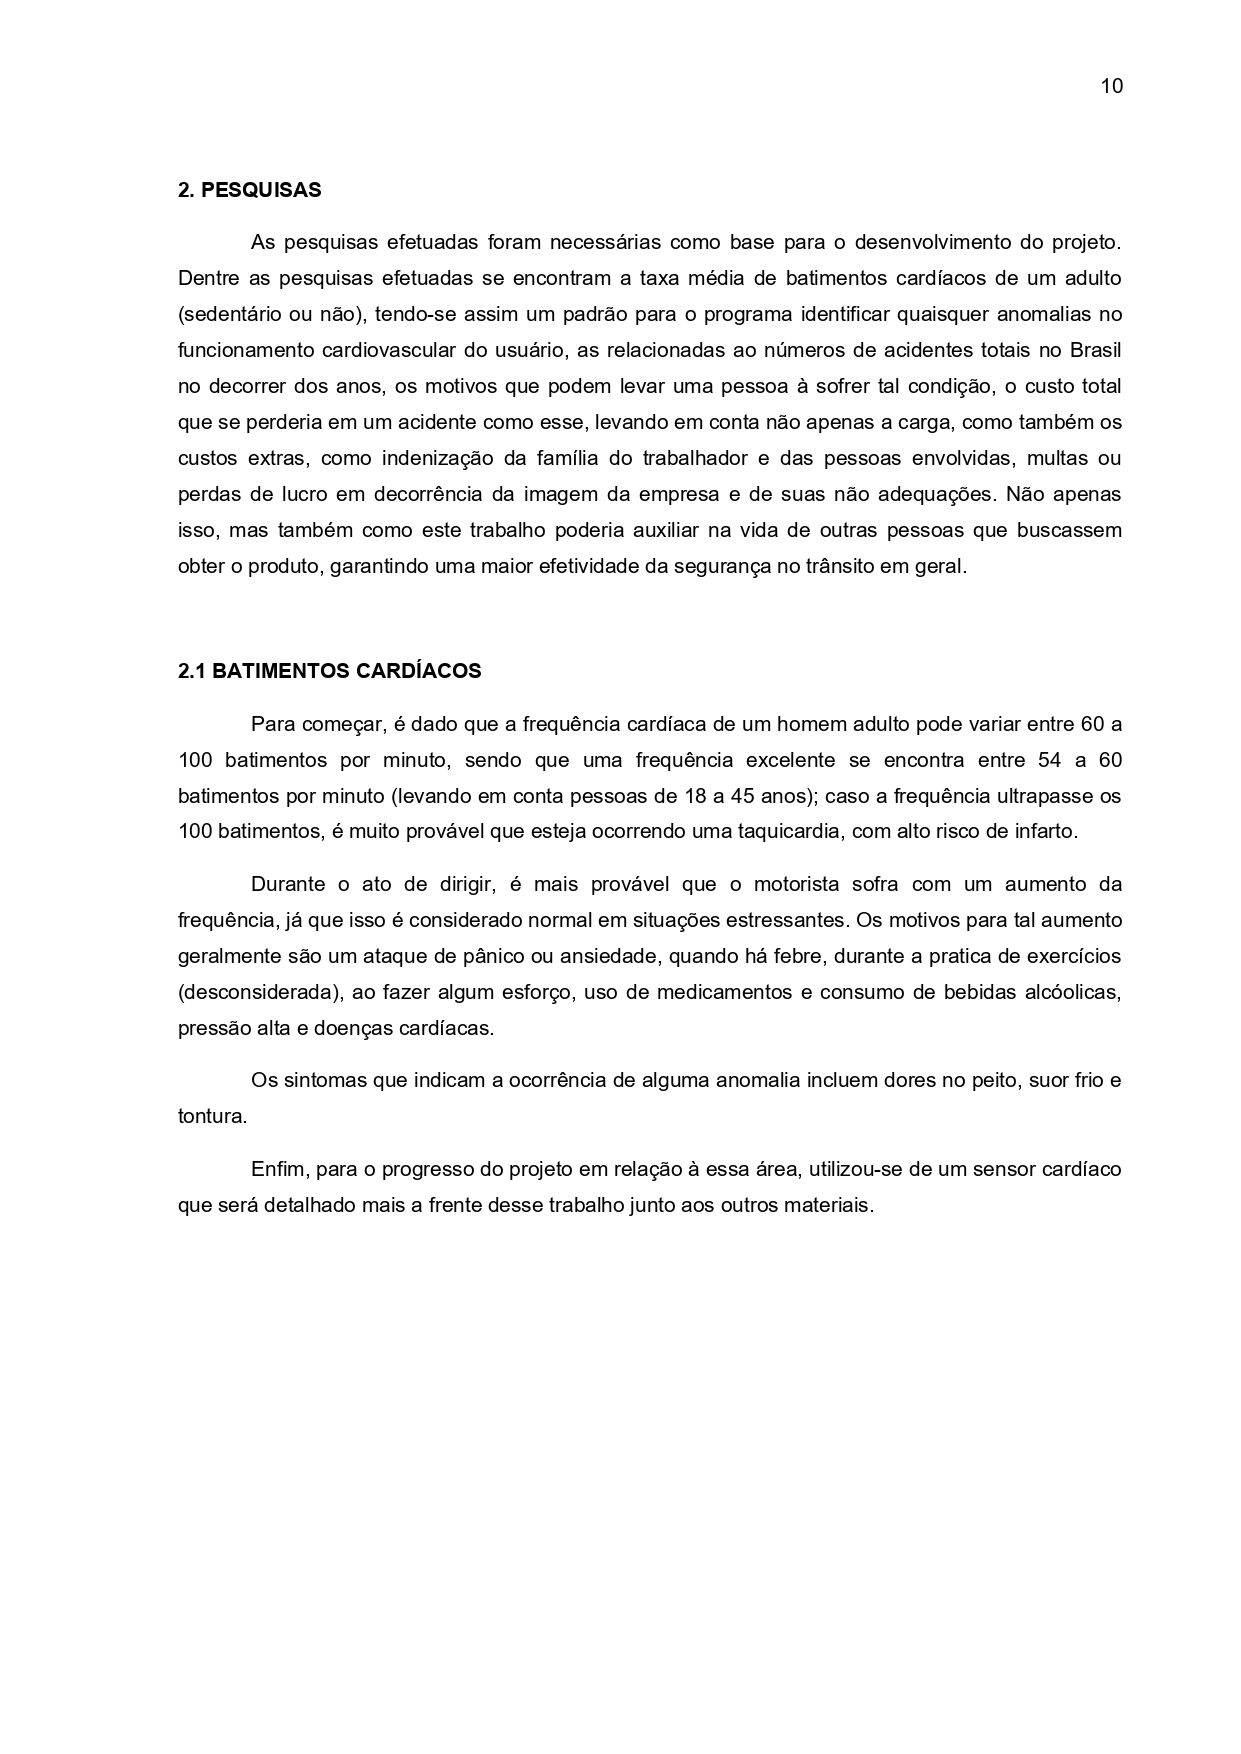 10
2. PESQUISAS
As pesquisas efetuadas foram necessárias como base para o desenvolvimento do projeto.
Dentre as pesquisas efetuadas se encontram a taxa média de batimentos cardíacos de um adulto
(sedentário ou não), tendo-se assim um padrão para o programa identificar quaisquer anomalias no
funcionamento cardiovascular do usuário, as relacionadas ao números de acidentes totais no Brasil
no decorrer dos anos, os motivos que podem levar uma pessoa à sofrer tal condição, o custo total
que se perderia em um acidente como esse, levando em conta não apenas a carga, como também os
custos extras, como indenização da família do trabalhador e das pessoas envolvidas, multas ou
perdas de lucro em decorrência da imagem da empresa e de suas não adequações. Não apenas
isso, mas também como este trabalho poderia auxiliar na vida de outras pessoas que buscassem
obter o produto, garantindo uma maior efetividade da segurança no trânsito em geral.
2.1 BATIMENTOS CARDÍACOS
Para começar, é dado que a frequência cardíaca de um homem adulto pode variar entre 60 a
100 batimentos por minuto, sendo que uma frequência excelente se encontra entre 54 a 60
batimentos por minuto (levando em conta pessoas de 18 a 45 anos); caso a frequência ultrapasse os
100 batimentos, é muito provável que esteja ocorrendo uma taquicardia, com alto risco de infarto.
Durante o ato de dirigir, é mais provável que o motorista sofra com um aumento da
frequência, já que isso é considerado normal em situações estressantes. Os motivos para tal aumento
geralmente são um ataque de pânico ou ansiedade, quando há febre, durante a pratica de exercícios
(desconsiderada), ao fazer algum esforço, uso de medicamentos e consumo de bebidas alcóolicas,
pressão alta e doenças cardíacas.
Os sintomas que indicam a ocorrência de alguma anomalia incluem dores no peito, suor frio e
tontura.
Enfim, para o progresso do projeto em relação à essa área, utilizou-se de um sensor cardíaco
que será detalhado mais a frente desse trabalho junto aos outros materiais.